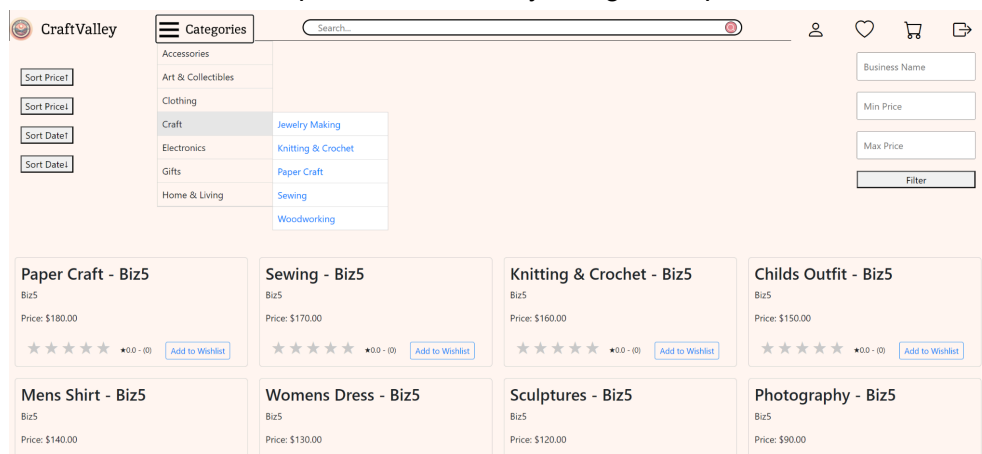 CraftValley
Categories
Search...
Accessories
Art & Collectibles
Clothing
Craft
Electronics
Gifts
Home & Living
Jewelry Making
Knitting & Crochet
Paper Craft
Sewing
Woodworking
Sort Price↑
Sort Price↓
Sort Date↑
Sort Date↓
Business Name
Min Price
Max Price
Filter
Paper Craft - Biz5
Biz5
Price: $180.00
★0.0 - (0) Add to Wishlist
Sewing - Biz5
Biz5
Price: $170.00
★0.0 - (0) Add to Wishlist
Knitting & Crochet - Biz5
Biz5
Price: $160.00
★0.0 - (0) Add to Wishlist
Childs Outfit - Biz5
Biz5
Price: $150.00
★0.0 - (0) Add to Wishlist
Mens Shirt - Biz5
Biz5
Price: $140.00
Womens Dress - Biz5
Biz5
Price: $130.00
Sculptures - Biz5
Biz5
Price: $120.00
Photography - Biz5
Biz5
Price: $90.00